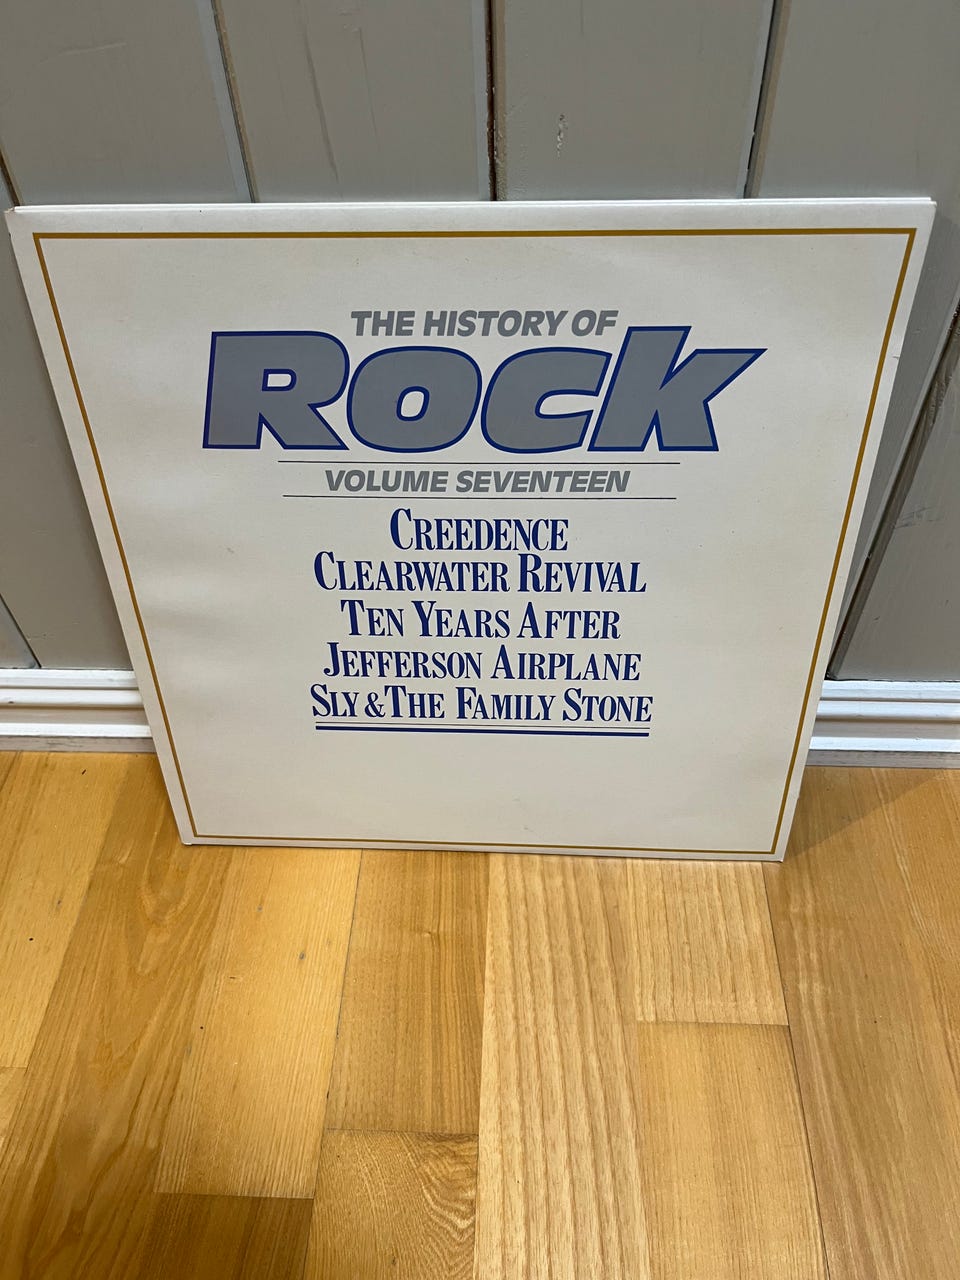 THE HISTORY OF
ROCK
VOLUME SEVENTEEN
CREEDENCE
CLEARWATER REVIVAL
TEN YEARS AFTER
JEFFERSON AIRPLANE
SLY & THE FAMILY STONE